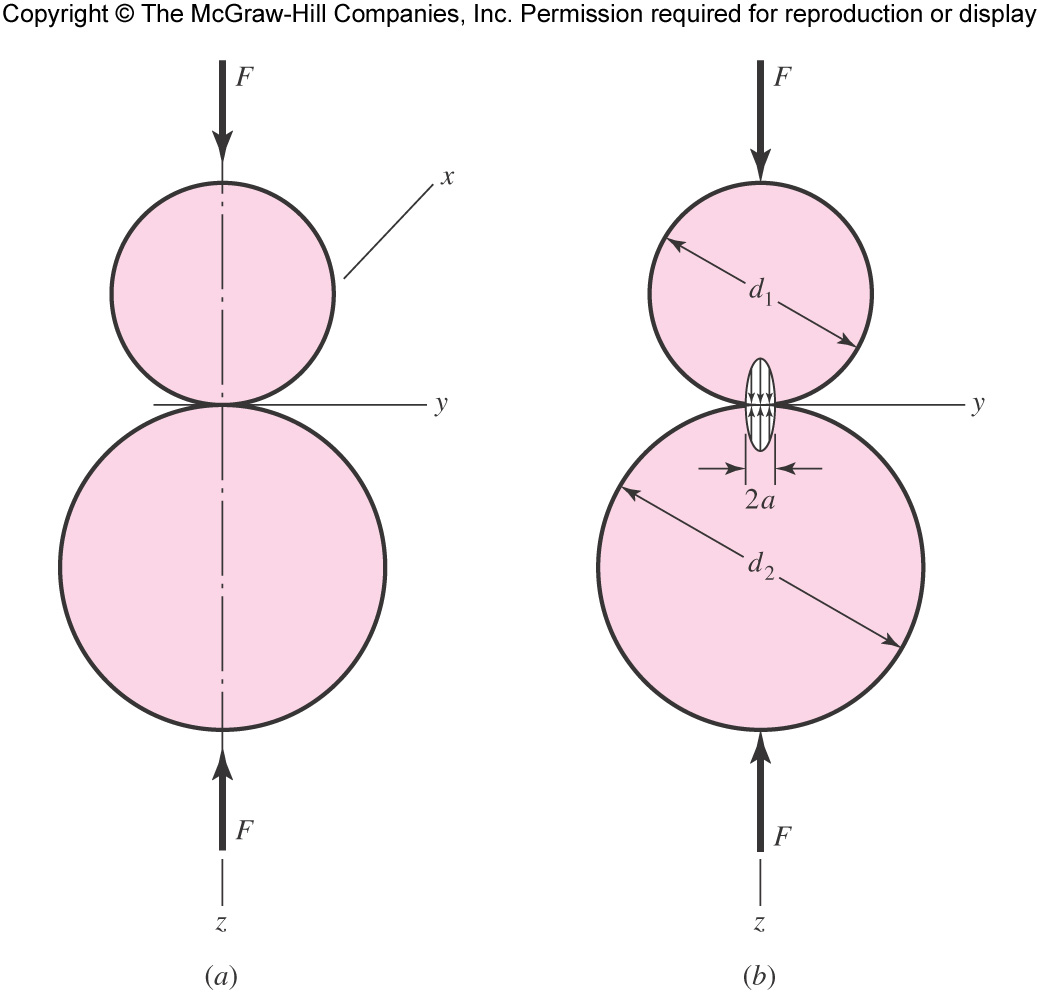 Copyright © The McGraw-Hill Companies, Inc. Permission required for reproduction or display
F
F
x
d1
y
y
2a
d2
F
F
z
z
(a)
(b)